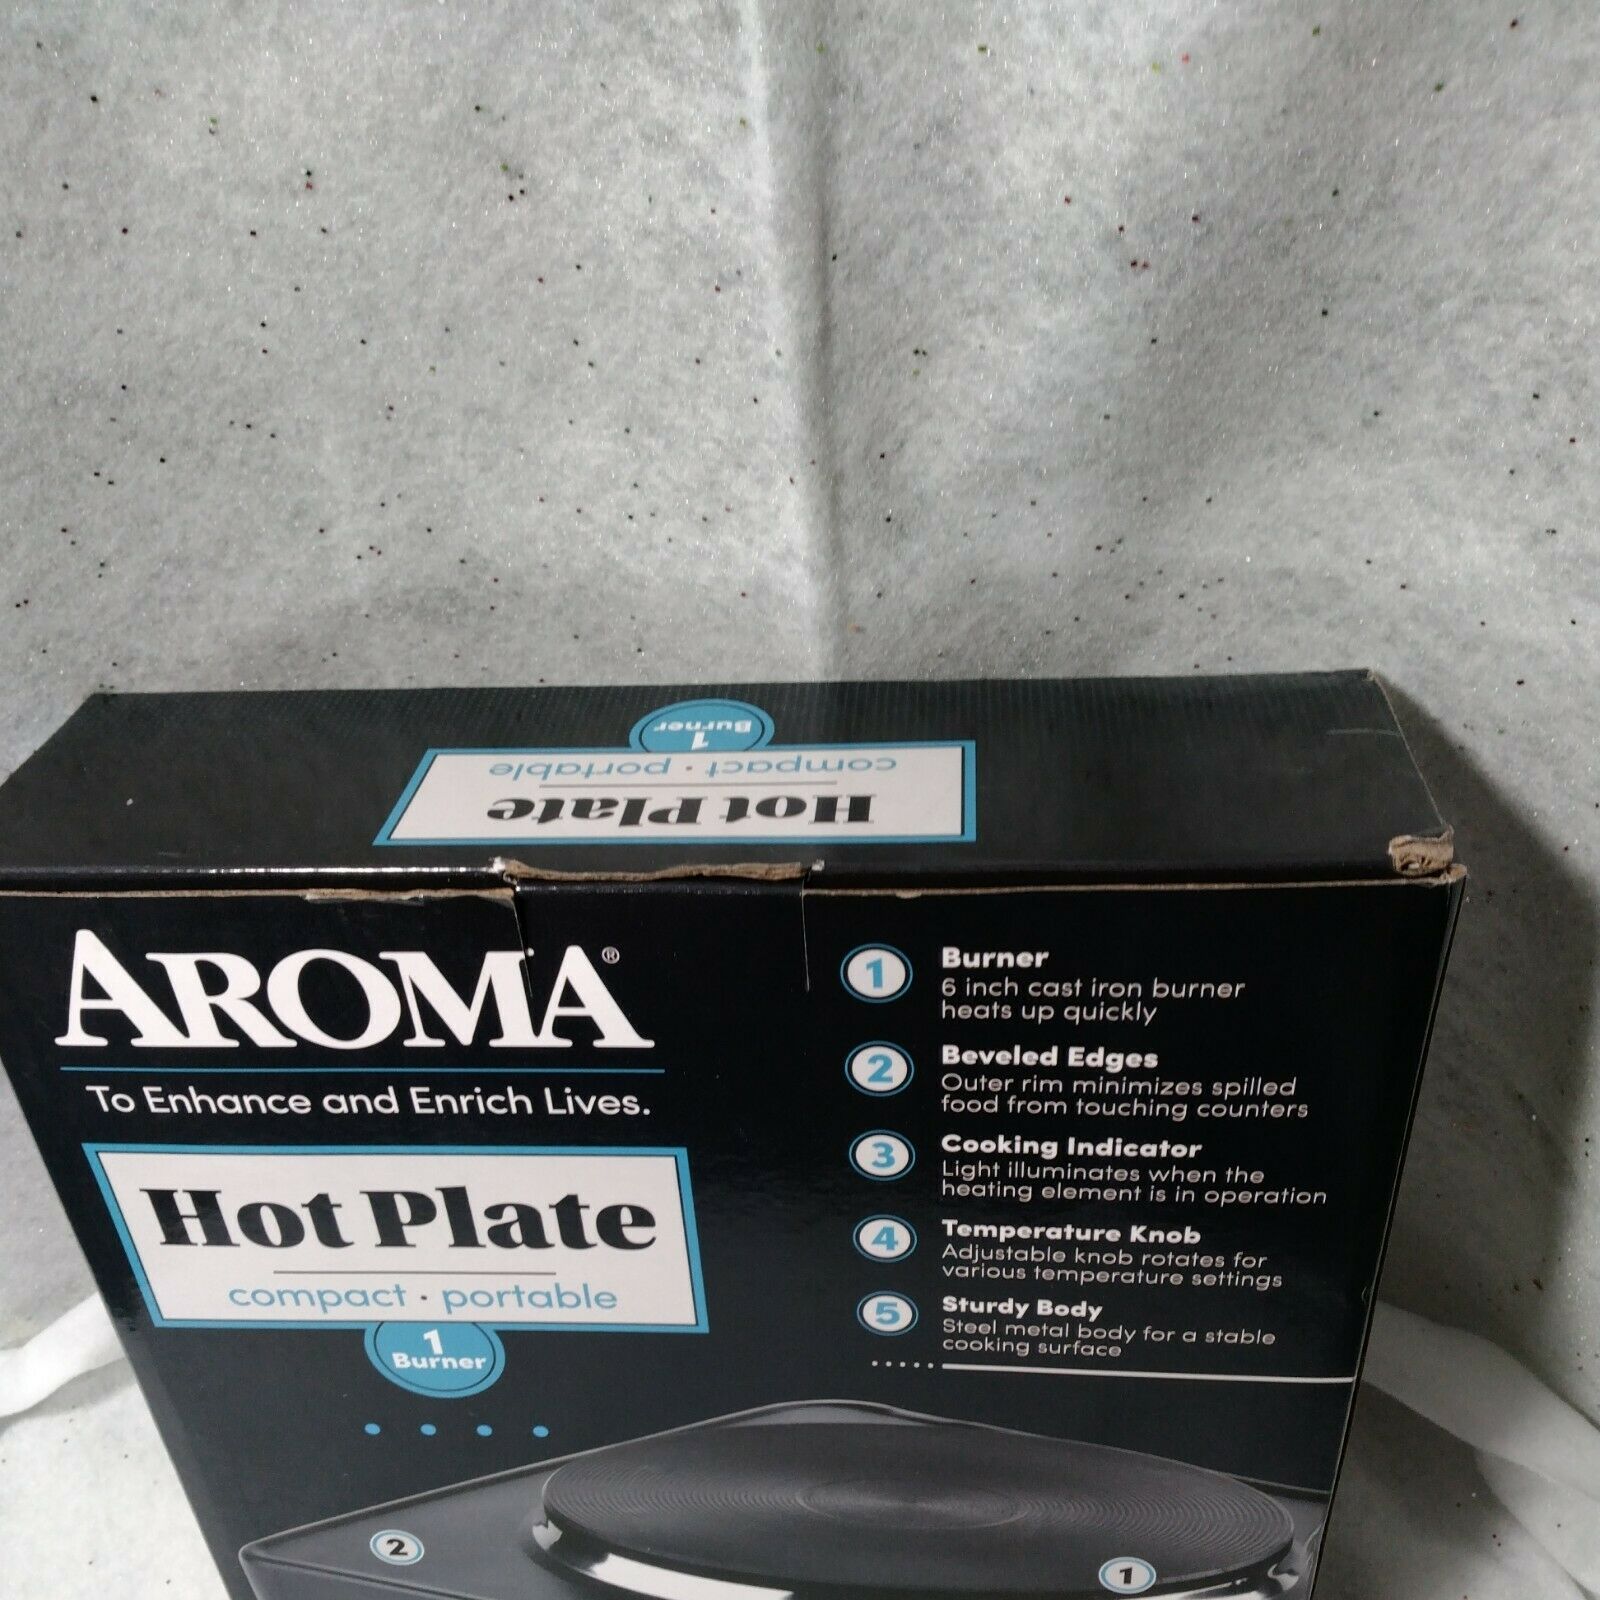 1
Burner
compact · portable
Hot Plate
AROMA®
To Enhance and Enrich Lives.
Hot Plate
compact · portable
1
Burner
1 Burner
6 inch cast iron burner
heats up quickly
2 Beveled Edges
Outer rim minimizes spilled
food from touching counters
3 Cooking Indicator
Light illuminates when the
heating element is in operation
4 Temperature Knob
Adjustable knob rotates for
various temperature settings
5 Sturdy Body
Steel metal body for a stable
cooking surface
2
1